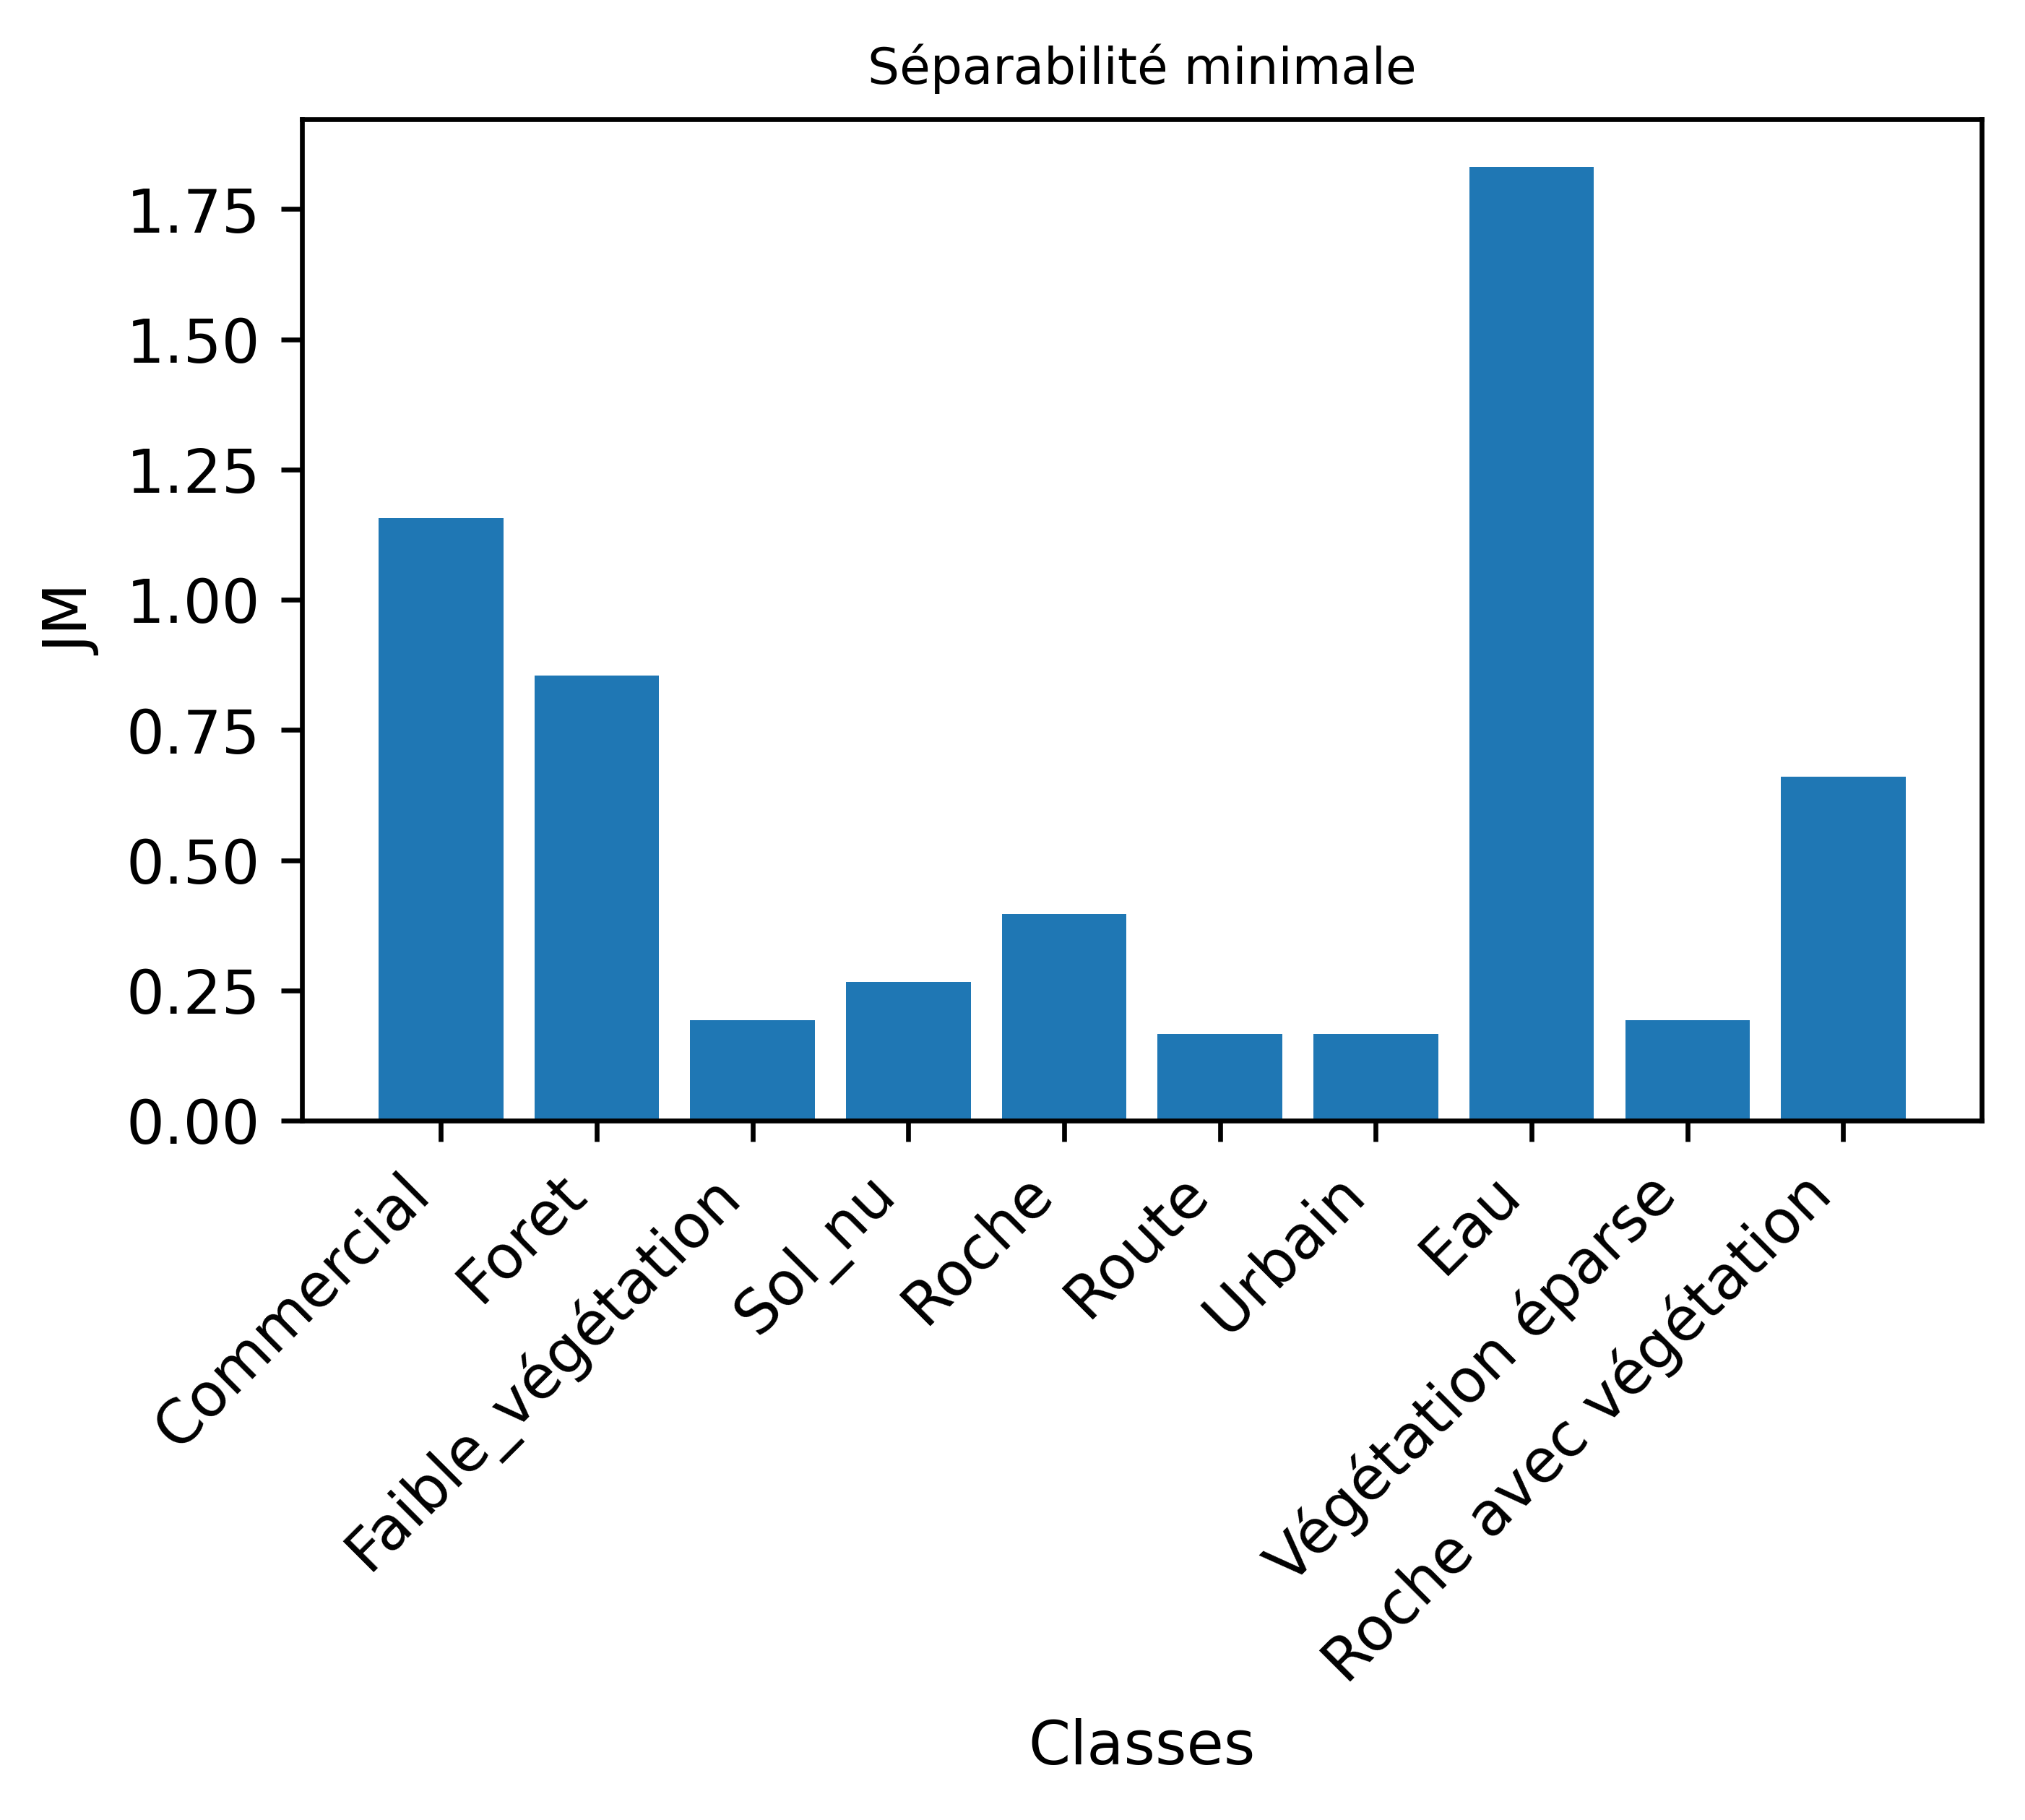 Séparabilité minimale
JM
1.75
1.50
1.25
1.00
0.75
0.50
0.25
0.00
Commercial
Foret
Faible_végétation
Sol_nu
Roche
Route
Urbain
Eau
Végétation éparse
Roche avec végétation
Classes